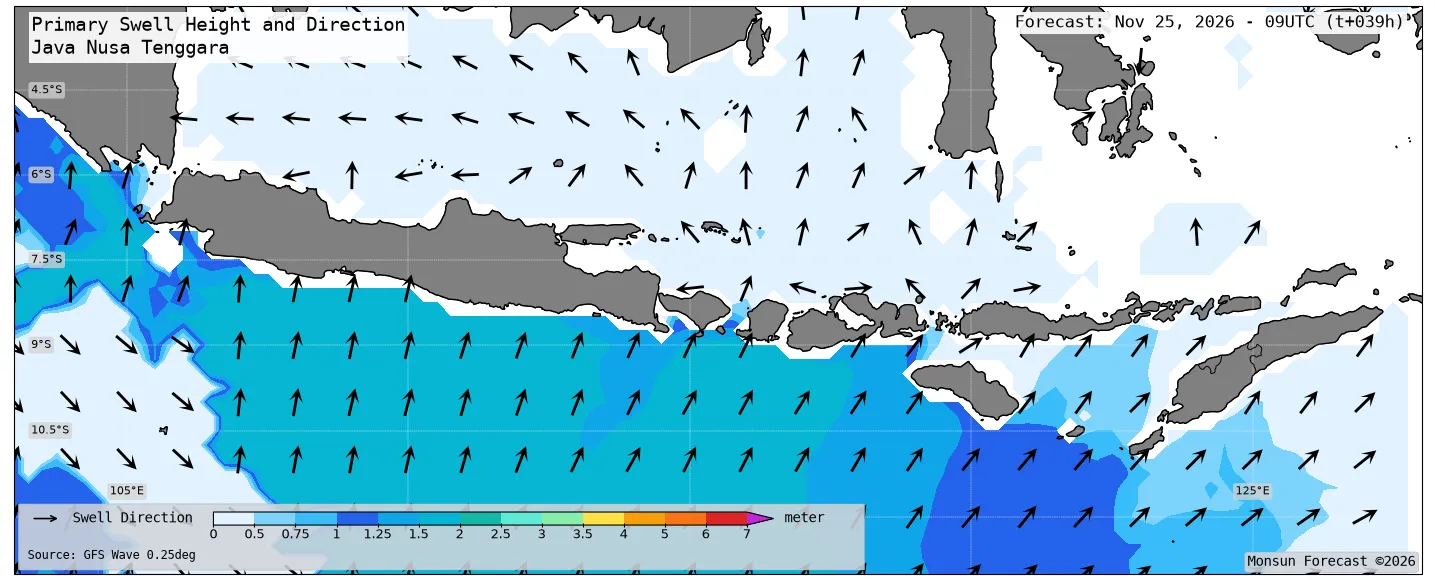 Primary Swell Height and Direction
Java Nusa Tenggara
Forecast: Nov 25, 2026 - 09UTC (t+039h)
4.5°S
6°S
7.5°S
9°S
10.5°S
105°E
125°E
Swell Direction
meter
0 0.5 0.75 1 1.25 1.5 2 2.5 3 3.5 4 5 6 7
Source: GFS Wave 0.25deg
Monsun Forecast ©2026